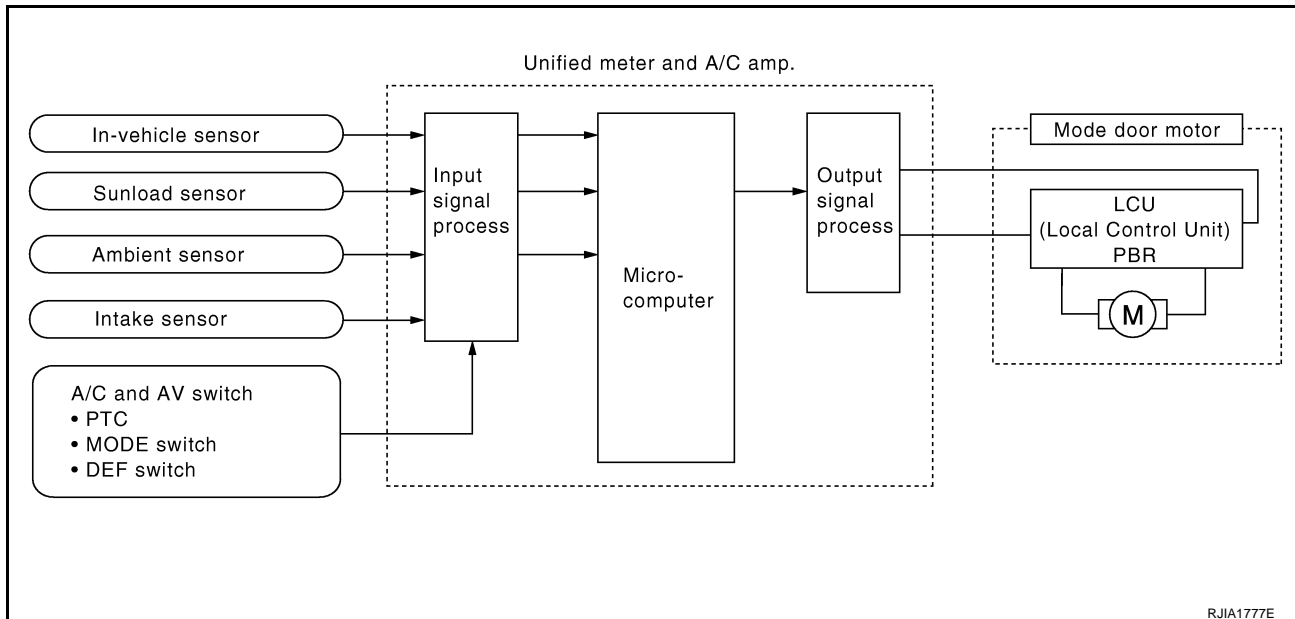 Unified meter and A/C amp.
In-vehicle sensor
Sunload sensor
Ambient sensor
Intake sensor
A/C and AV switch
• PTC
• MODE switch
• DEF switch
Input
signal
process
Micro-
computer
Output
signal
process
Mode door motor
LCU
(Local Control Unit)
PBR
M
RJIA1777E